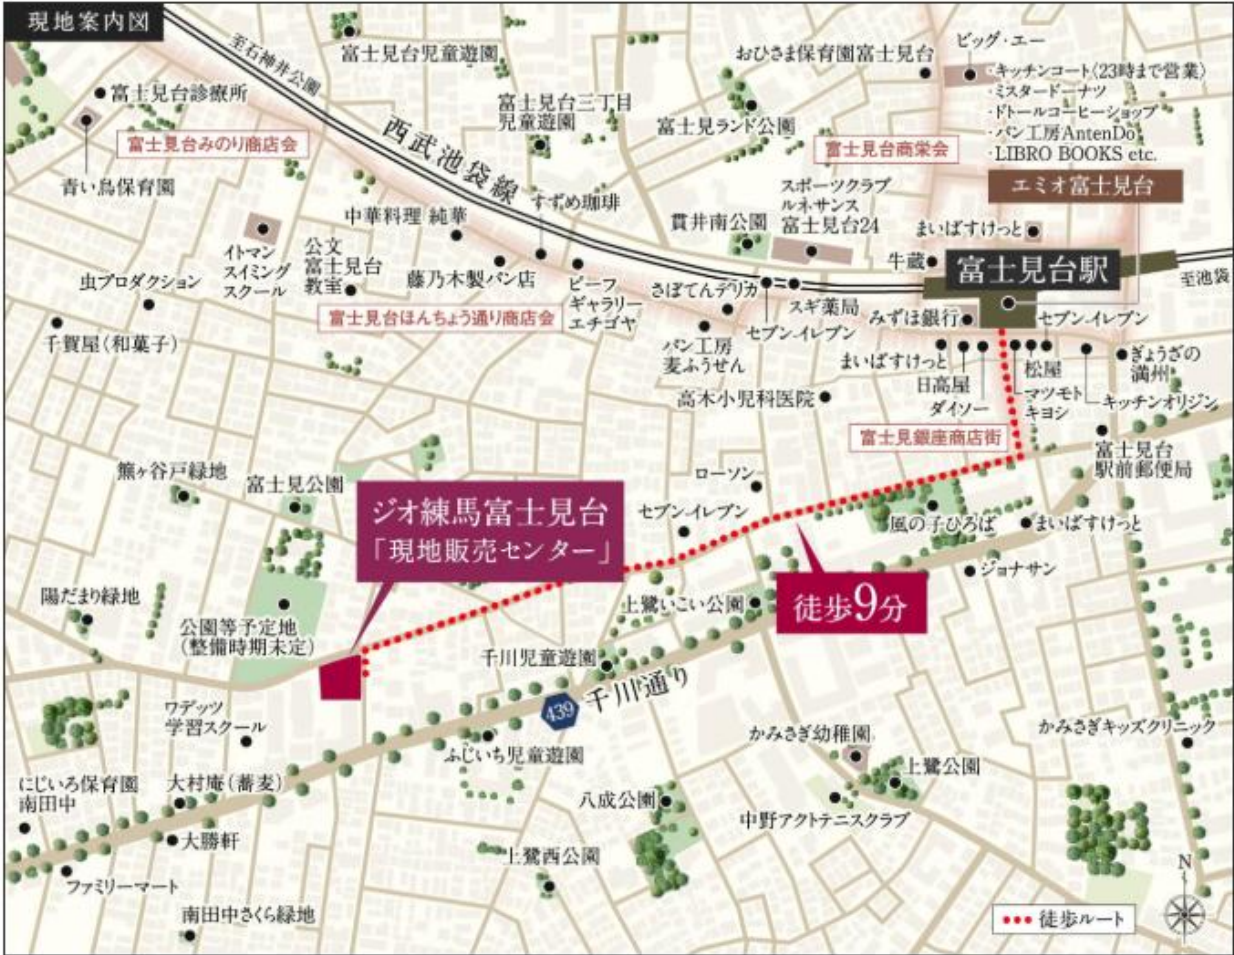 現地案内図
至石神井公園
富士見台児童遊園
おひさま保育園富士見台
ビッグ・エー
・キッチンコート(23時まで営業)
・ミスタードーナツ
・ドトールコーヒーショップ
・パン工房AntenDo
・LIBRO BOOKS etc.
エミオ富士見台
富士見台診療所
富士見台三丁目
児童遊園
富士見ランド公園
富士見台みのり商店会
西武池袋線
富士見台商栄会
青い鳥保育園
中華料理 純華
すずめ珈琲
スポーツクラブ
ルネサンス
富士見台24
貫井南公園
まいばすけっと
牛蔵
富士見台駅
至池袋
イトマン
スイミング
スクール
公文
富士見台
教室
藤乃木製パン店
ビーフ
ギャラリー
エチゴヤ
さぼてんデリカ
スギ薬局
セブン-イレブン
みずほ銀行
セブン-イレブン
虫プロダクション
富士見台ほんちょう通り商店会
千賀屋(和菓子)
パン工房
麦ふうせん
まいばすけっと
日高屋
ダイソー
松屋
マツモト
キヨシ
ぎょうざの
満州
キッチンオリジン
高木小児科医院
富士見銀座商店街
富士見台
駅前郵便局
熊ヶ谷戸緑地
富士見公園
ジオ練馬富士見台
「現地販売センター」
ローソン
セブン-イレブン
風の子ひろば
まいばすけっと
ジョナサン
陽だまり緑地
公園等予定地
(整備時期未定)
上鷺いこい公園
徒歩9分
千川児童遊園
439
千川通り
ワデッツ
学習スクール
ふじいち児童遊園
かみさぎ幼稚園
かみさぎキッズクリニック
上鷺公園
にじいろ保育園
南田中
大村庵(蕎麦)
八成公園
中野アクトテニスクラブ
大勝軒
上鷺西公園
ファミリーマート
南田中さくら緑地
N
徒歩ルート